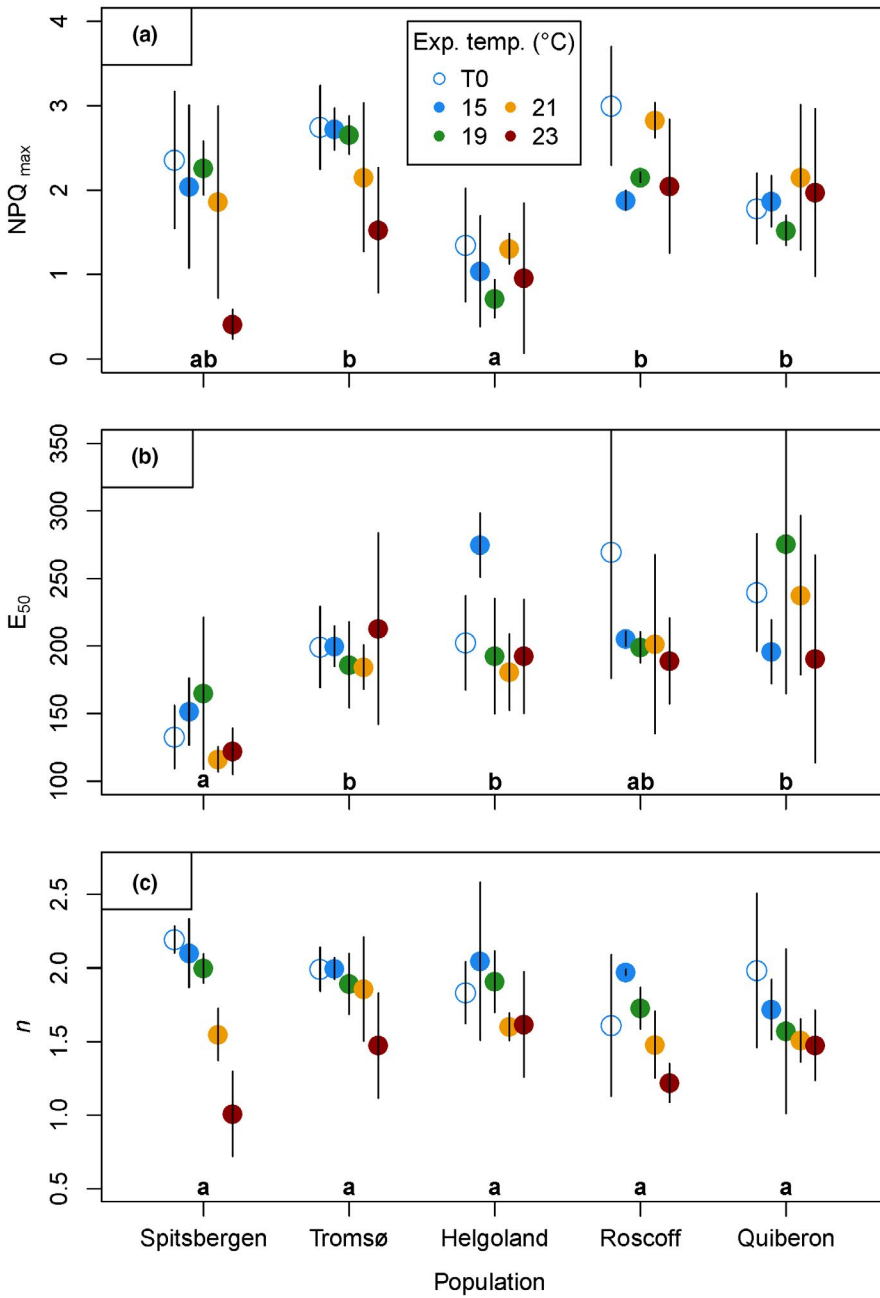 (a)
Exp. temp. (°C)
T0
15 21
19 23
4
3
2
1
0
NPQ max
ab b a b b
(b)
350
300
250
200
150
100
E50
a b b ab b
(c)
2.5
2.0
1.5
1.0
0.5
n
a a a a a
Spitsbergen Tromsø Helgoland Roscoff Quiberon
Population